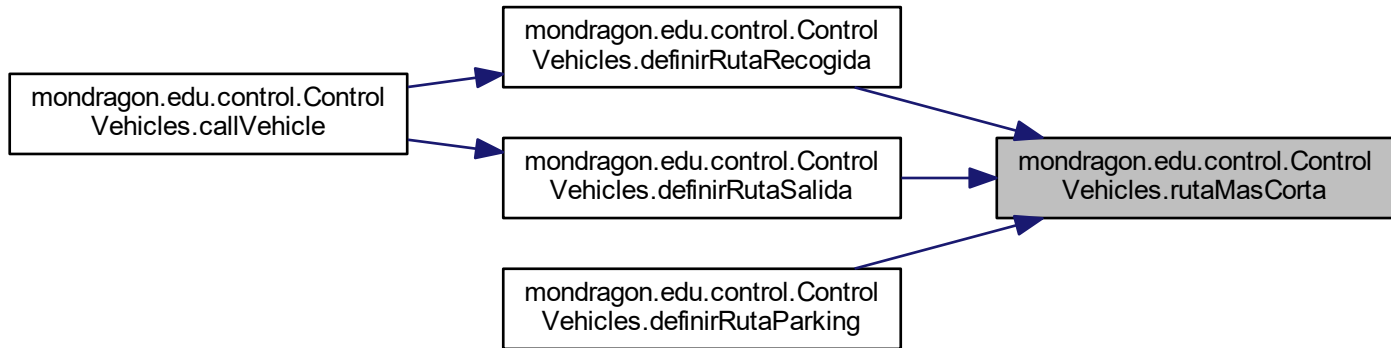 mondragon.edu.control.Control
Vehicles.callVehicle
mondragon.edu.control.Control
Vehicles.definirRutaRecogida
mondragon.edu.control.Control
Vehicles.definirRutaSalida
mondragon.edu.control.Control
Vehicles.definirRutaParking
mondragon.edu.control.Control
Vehicles.rutaMasCorta